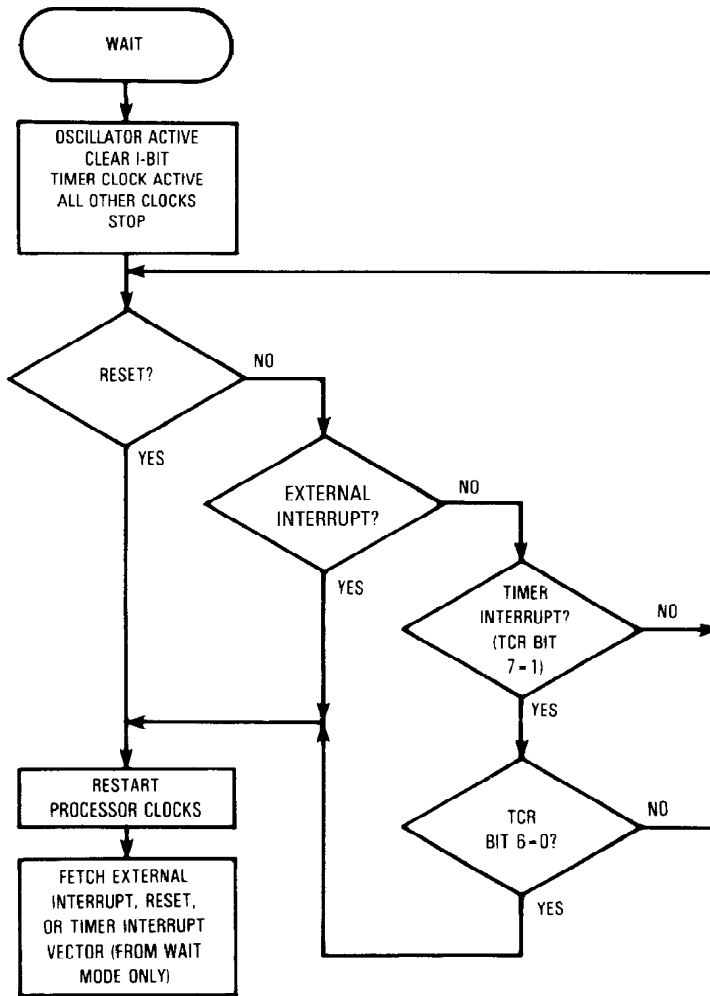 WAIT
OSCILLATOR ACTIVE
CLEAR I-BIT
TIMER CLOCK ACTIVE
ALL OTHER CLOCKS
STOP
RESET?
NO
YES
EXTERNAL
INTERRUPT?
NO
YES
TIMER
INTERRUPT?
(TCR BIT
7=1)
NO
YES
TCR
BIT 6=0?
NO
YES
RESTART
PROCESSOR CLOCKS
FETCH EXTERNAL
INTERRUPT, RESET,
OR TIMER INTERRUPT
VECTOR (FROM WAIT
MODE ONLY)